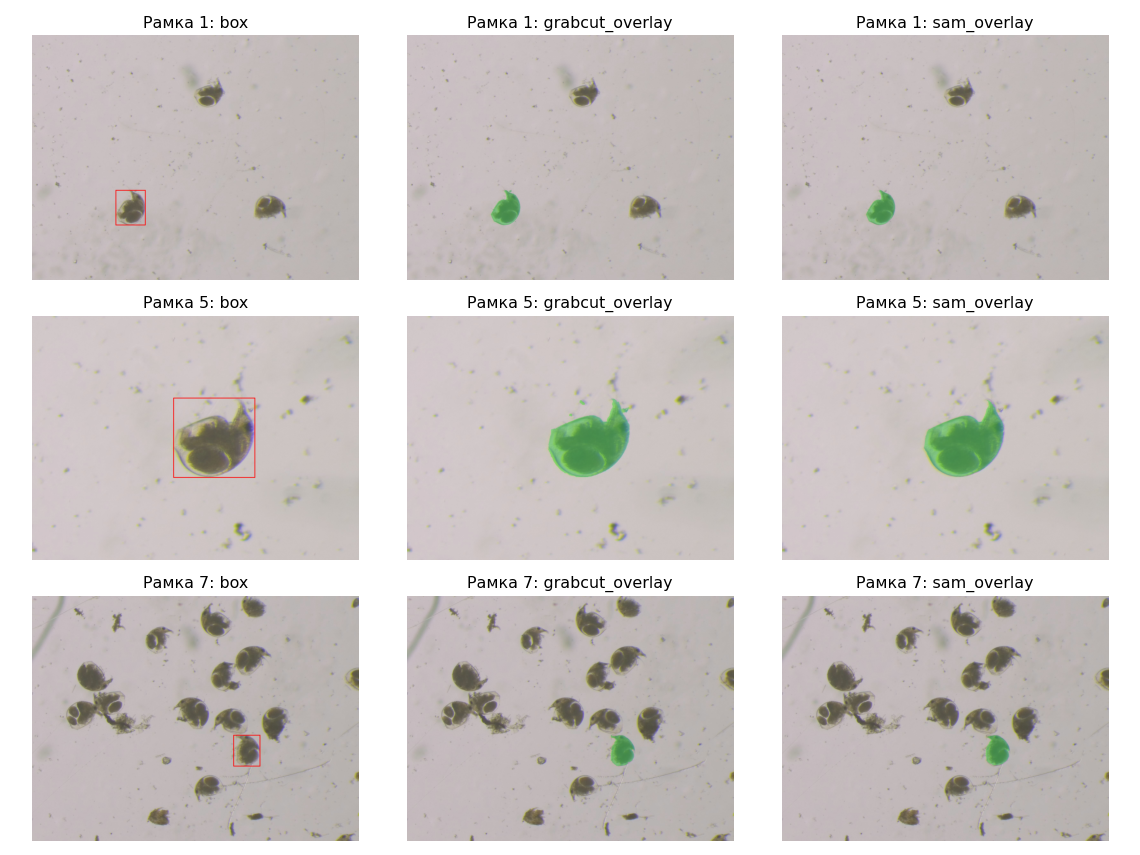 Рамка 1: box
Рамка 1: grabcut_overlay
Рамка 1: sam_overlay
Рамка 5: box
Рамка 5: grabcut_overlay
Рамка 5: sam_overlay
Рамка 7: box
Рамка 7: grabcut_overlay
Рамка 7: sam_overlay